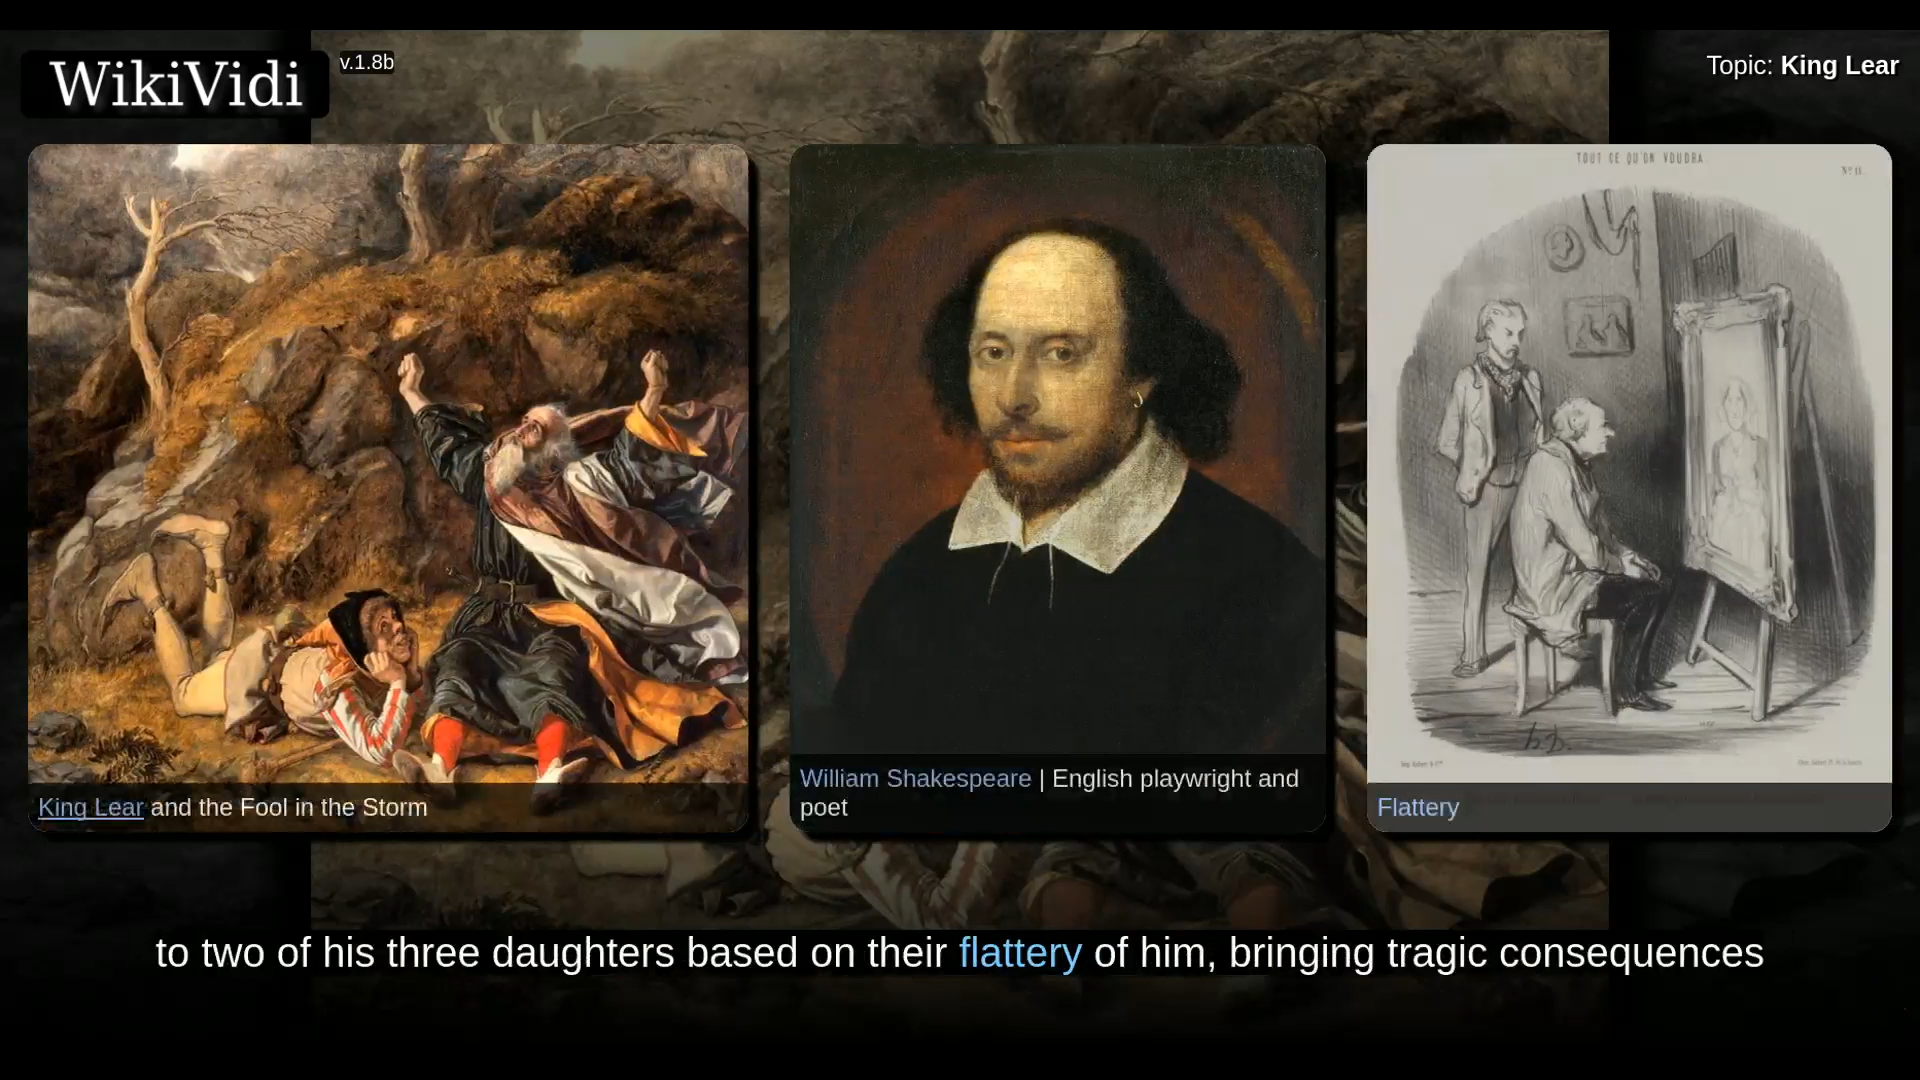 WikiVidi
v.1.8b
Topic: King Lear
TOUT CE QU'ON VOUDRA
Nº 11
King Lear and the Fool in the Storm
William Shakespeare | English playwright and
poet
h.D.
Flattery
to two of his three daughters based on their flattery of him, bringing tragic consequences